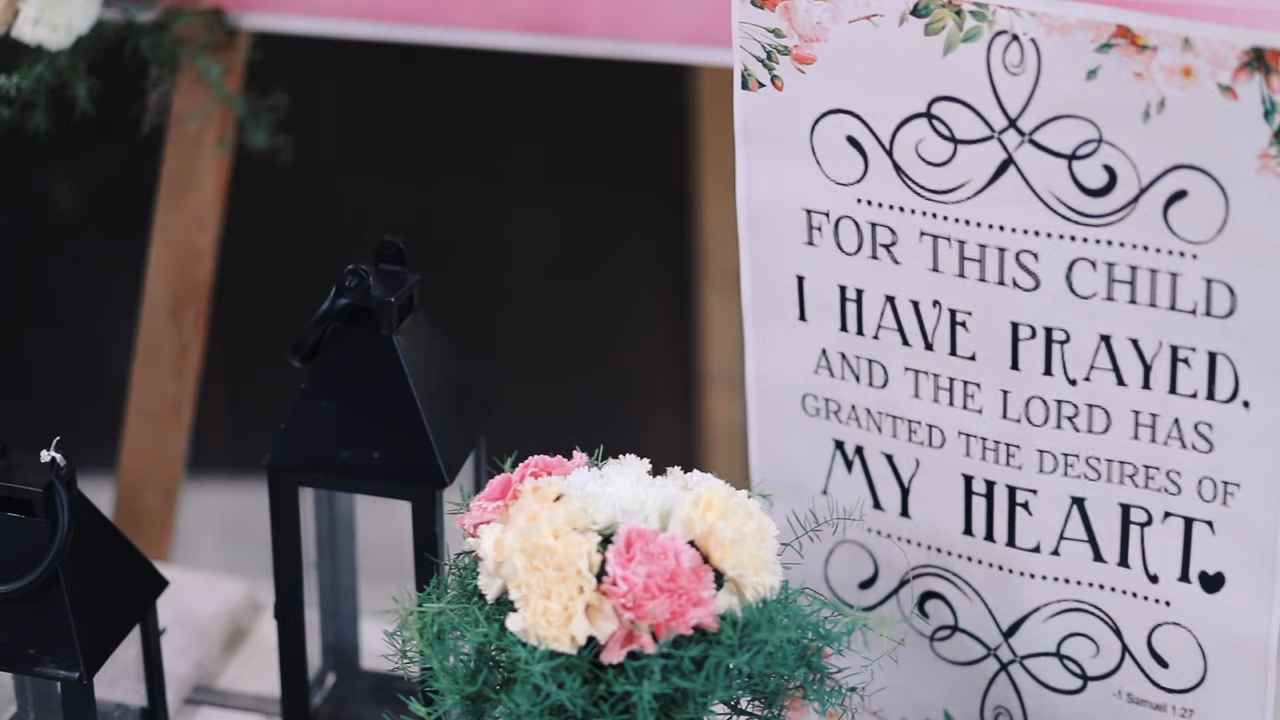 FOR THIS CHILD
I HAVE PRAYED,
AND THE LORD HAS
GRANTED THE DESIRES OF
MY HEART.
-1 Samuel 1:27